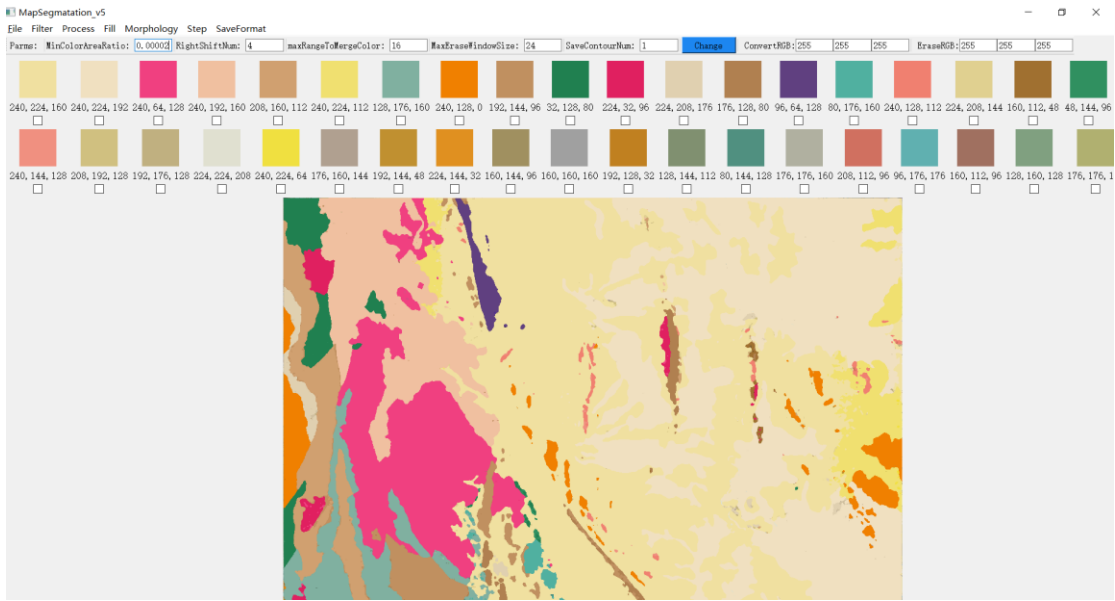 MapSegmatation_v5
File Filter Process Fill Morphology Step SaveFormat
Parms: MinColorAreaRatio: 0.00002 RightShiftNum: 4 maxRangeToMergeColor: 16 MaxEraseWindowSize: 24 SaveContourNum: 1 Change ConvertRGB: 255 255 255 EraseRGB: 255 255 255
240, 224, 160 240, 224, 192 240, 64, 128 240, 192, 160 208, 160, 112 240, 224, 112 128, 176, 160 240, 128, 0 192, 144, 96 32, 128, 80 224, 32, 96 224, 208, 176 176, 128, 80 96, 64, 128 80, 176, 160 240, 128, 112 224, 208, 144 160, 112, 48 48, 144, 96
240, 144, 128 208, 192, 128 192, 176, 128 224, 224, 208 240, 224, 64 176, 160, 144 192, 144, 48 224, 144, 32 160, 144, 96 160, 160, 160 192, 128, 32 128, 144, 112 80, 144, 128 176, 176, 160 208, 112, 96 96, 176, 176 160, 112, 96 128, 160, 128 176, 176, 1